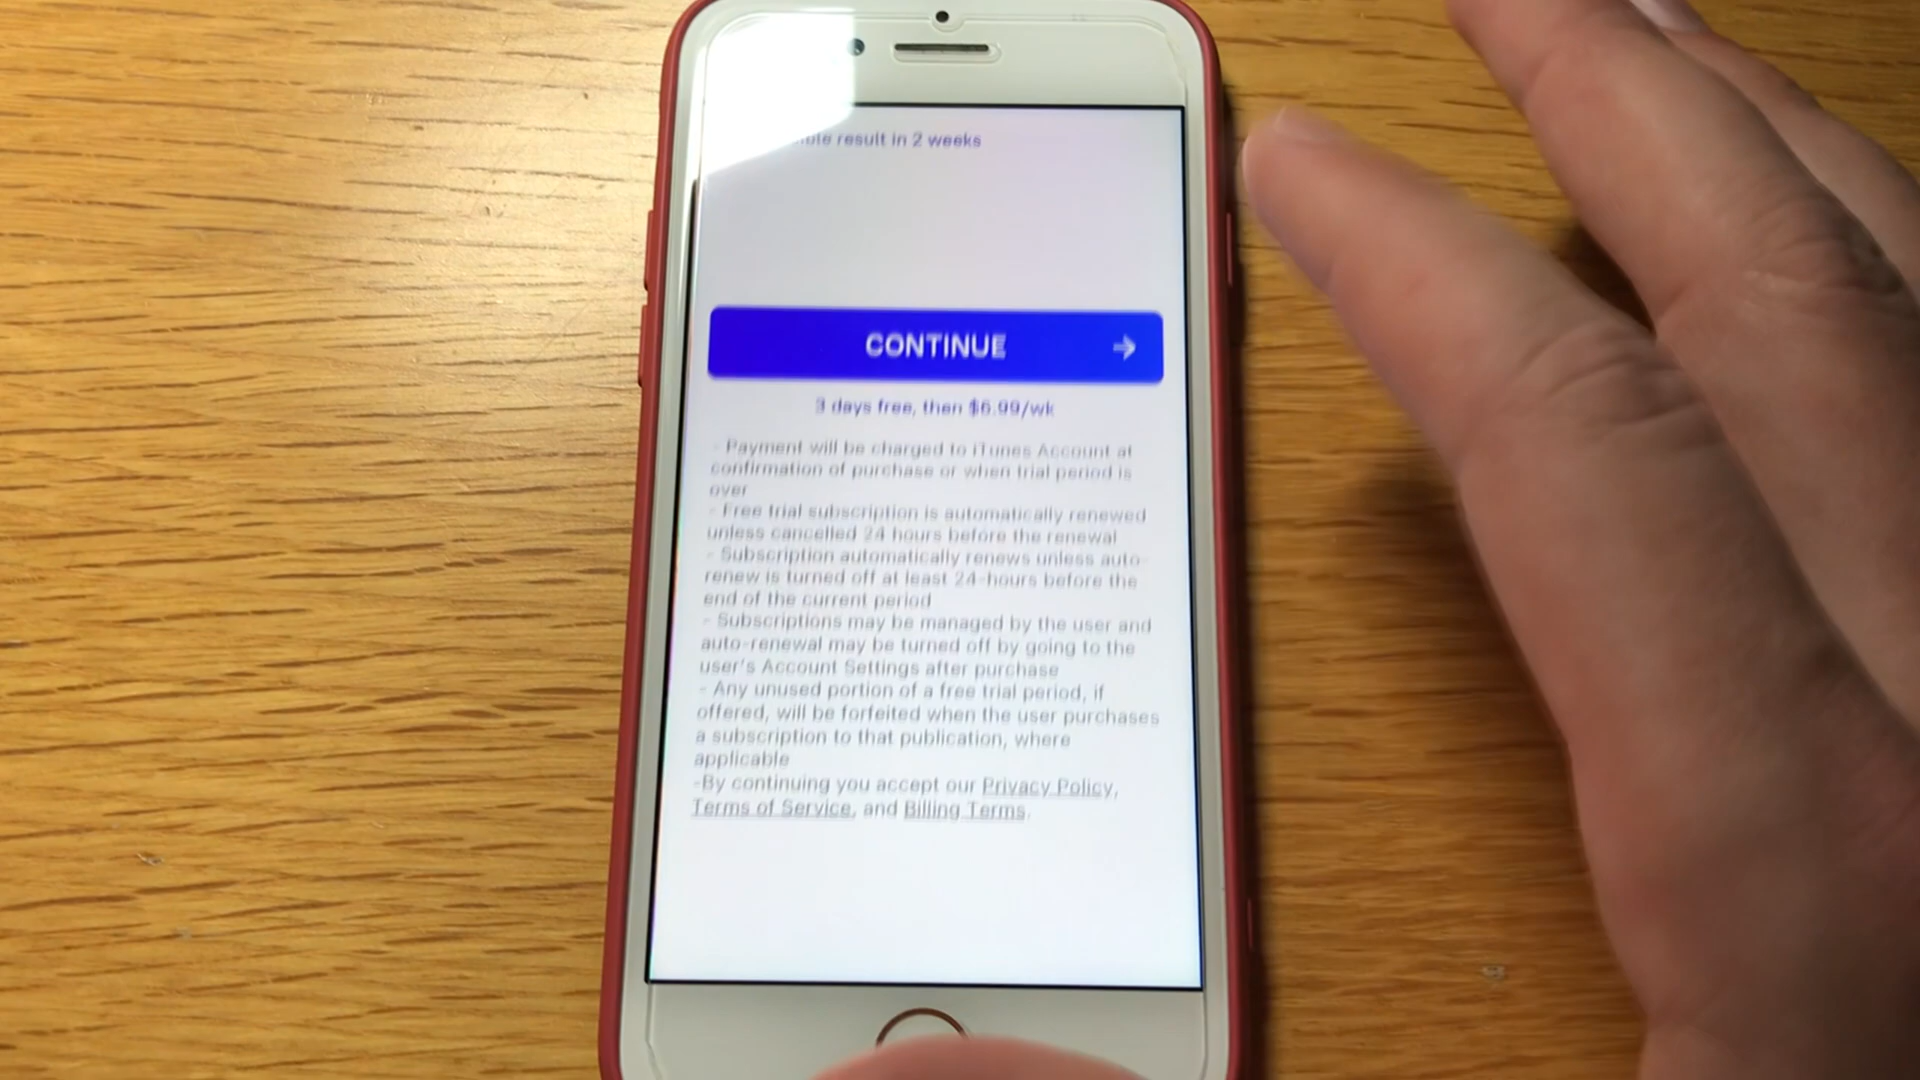 result in 2 weeks
CONTINUE →
3 days free, then $6.99/wk
- Payment will be charged to iTunes Account at
confirmation of purchase or when trial period is
over
- Free trial subscription is automatically renewed
unless cancelled 24 hours before the renewal
- Subscription automatically renews unless auto-
renew is turned off at least 24-hours before the
end of the current period
- Subscriptions may be managed by the user and
auto-renewal may be turned off by going to the
user's Account Settings after purchase
- Any unused portion of a free trial period, if
offered, will be forfeited when the user purchases
a subscription to that publication, where
applicable
-By continuing you accept our Privacy Policy,
Terms of Service, and Billing Terms.